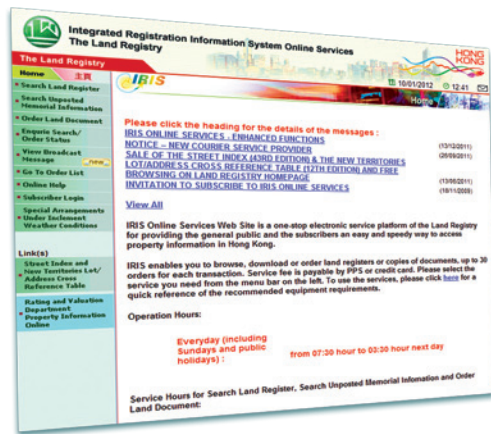 Integrated Registration Information System Online Services
The Land Registry
HONG
KONG
The Land Registry
Home 主頁
IRIS
10/01/2012 12:41
Home
Search Land Register
Search Unposted
Memorial Information
Order Land Document
Enquire Search/
Order Status
View Broadcast
Message new
Go To Order List
Online Help
Subscriber Login
Special Arrangements
Under Inclement
Weather Conditions
Link(s)
Street Index and
New Territories Lot/
Address Cross
Reference Table
Rating and Valuation
Department
Property Information
Online
Please click the heading for the details of the messages :
IRIS ONLINE SERVICES - ENHANCED FUNCTIONS (13/12/2011)
NOTICE – NEW COURIER SERVICE PROVIDER
SALE OF THE STREET INDEX (43RD EDITION) & THE NEW TERRITORIES
LOT/ADDRESS CROSS REFERENCE TABLE (12TH EDITION) AND FREE
BROWSING ON LAND REGISTRY HOMEPAGE
INVITATION TO SUBSCRIBE TO IRIS ONLINE SERVICES
View All
IRIS Online Services Web Site is a one-stop electronic service platform of the Land Registry
for providing the general public and the subscribers an easy and speedy way to access
property information in Hong Kong.
IRIS enables you to browse, download or order land registers or copies of documents, up to 30
orders for each transaction. Service fee is payable by PPS or credit card. Please select the
service you need from the menu bar on the left. To use the services, please click here for a
quick reference of the recommended equipment requirements.
Operation Hours:
Everyday (including
Sundays and public
holidays) : from 07:30 hour to 03:30 hour next day
Service Hours for Search Land Register, Search Unposted Memorial Infomation and Order
Land Document: